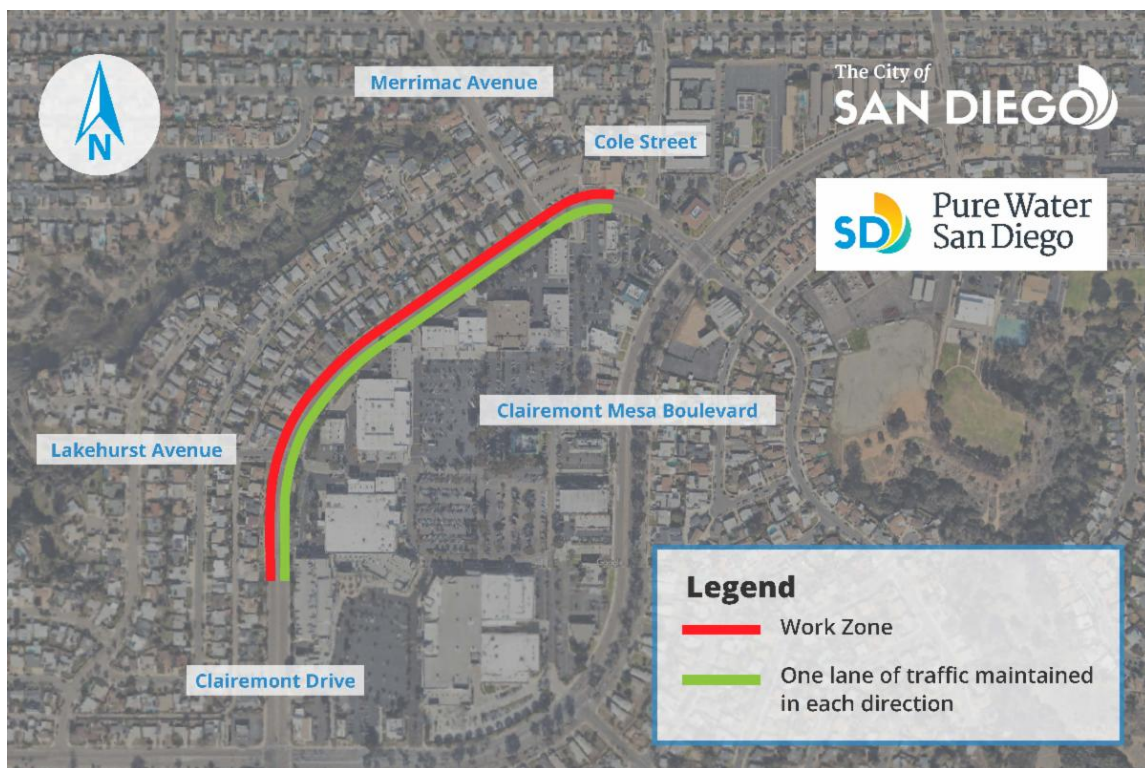 Merrimac Avenue
The City of
SAN DIEGO
Cole Street
N
SD
Pure Water
San Diego
Clairemont Mesa Boulevard
Lakehurst Avenue
Legend
Work Zone
One lane of traffic maintained
in each direction
Clairemont Drive